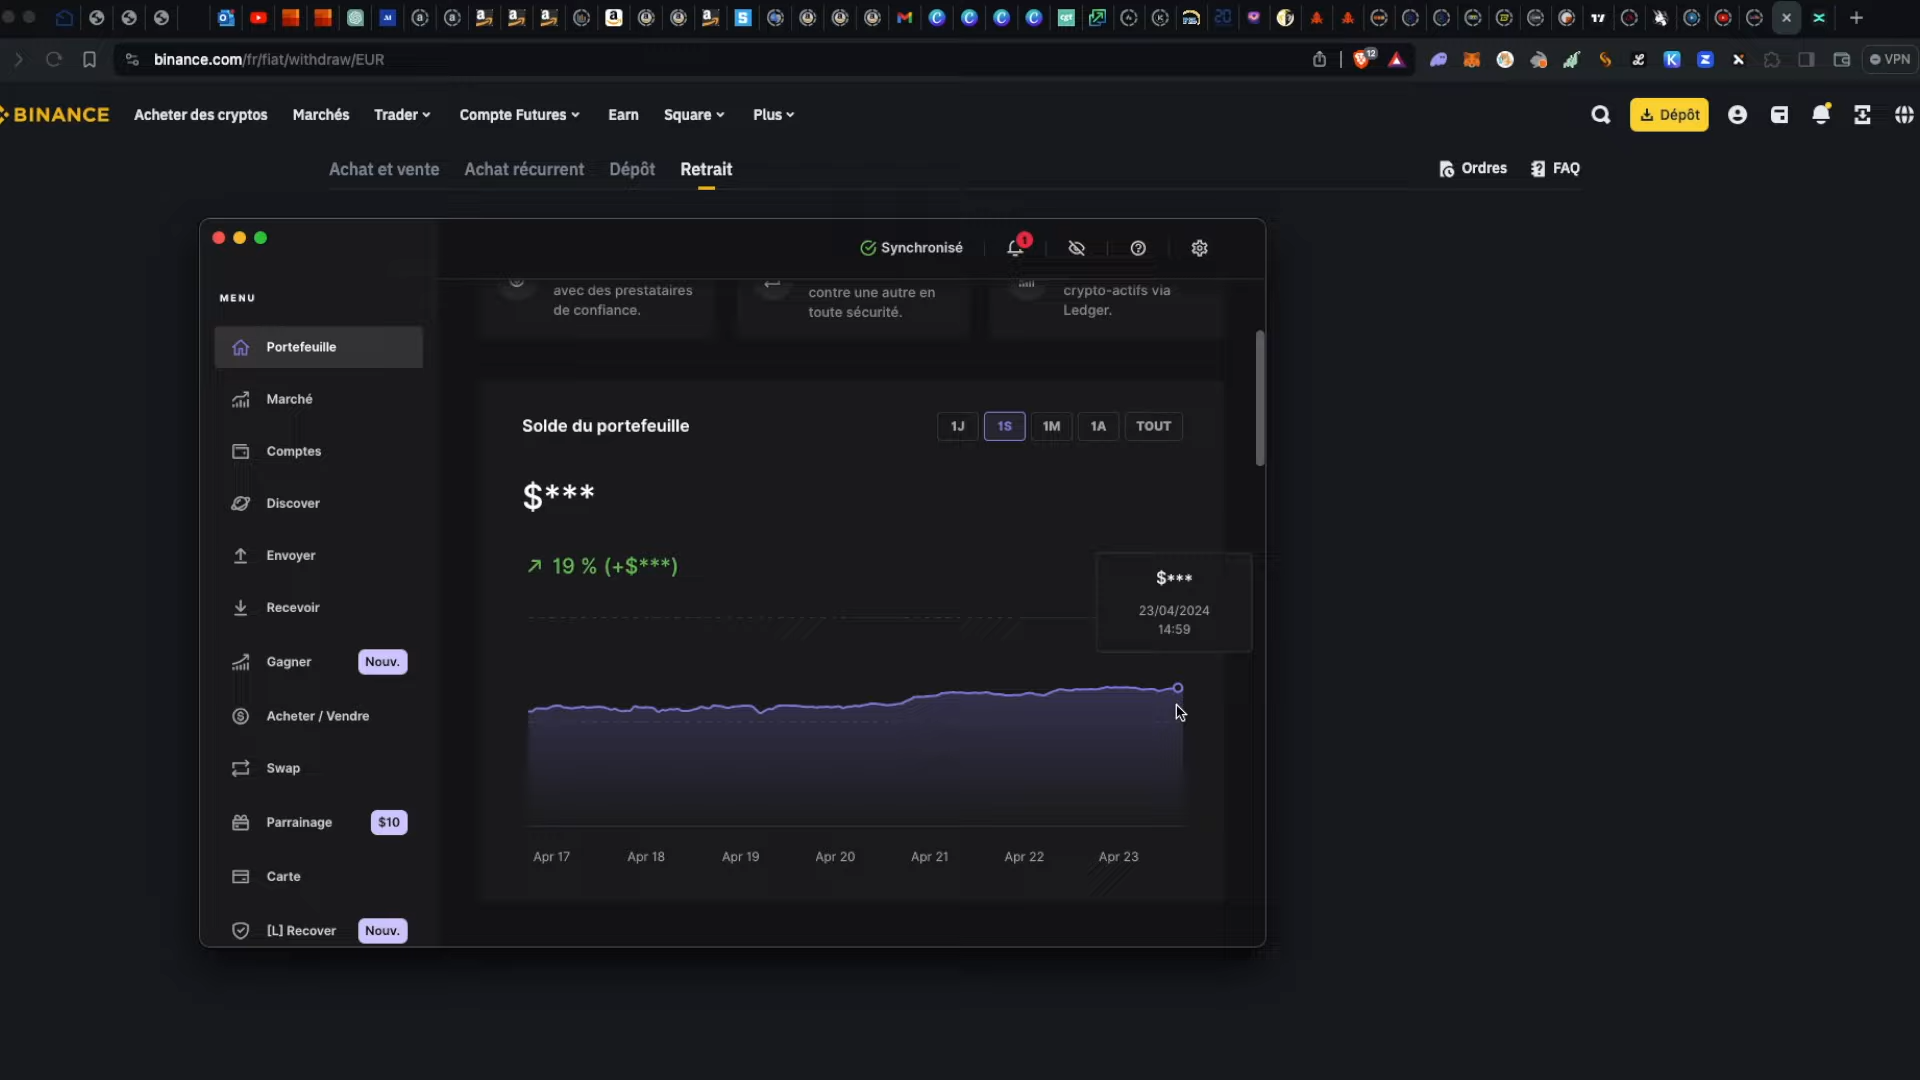 binance.com/fr/fiat/withdraw/EUR
12
VPN
BINANCE
Acheter des cryptos
Marchés
Trader
Compte Futures
Earn
Square
Plus
Dépôt
Achat et vente
Achat récurrent
Dépôt
Retrait
Ordres
FAQ
Synchronisé
1
MENU
Portefeuille
Marché
Comptes
Discover
Envoyer
Recevoir
Gagner
Nouv.
Acheter / Vendre
Swap
Parrainage
$10
Carte
[L] Recover
Nouv.
avec des prestataires
de confiance.
contre une autre en
toute sécurité.
crypto-actifs via
Ledger.
Solde du portefeuille
1J
1S
1M
1A
TOUT
$***
19 % (+$***)
$***
23/04/2024
14:59
Apr 17
Apr 18
Apr 19
Apr 20
Apr 21
Apr 22
Apr 23